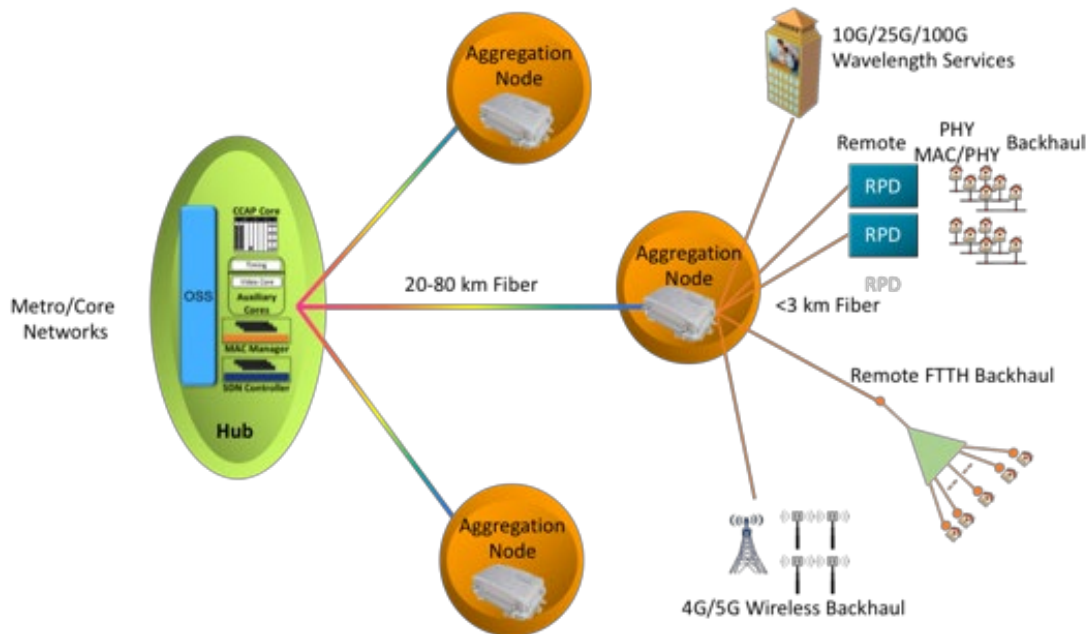 Aggregation
Node
10G/25G/100G
Wavelength Services
PHY
Remote MAC/PHY Backhaul
RPD
RPD
RPD
CCAP Core
Timing
Video Core
Auxiliary
Cores
OSS
MAC Manager
SDN Controller
Hub
Metro/Core
Networks
20-80 km Fiber
Aggregation
Node
<3 km Fiber
Remote FTTH Backhaul
Aggregation
Node
4G/5G Wireless Backhaul